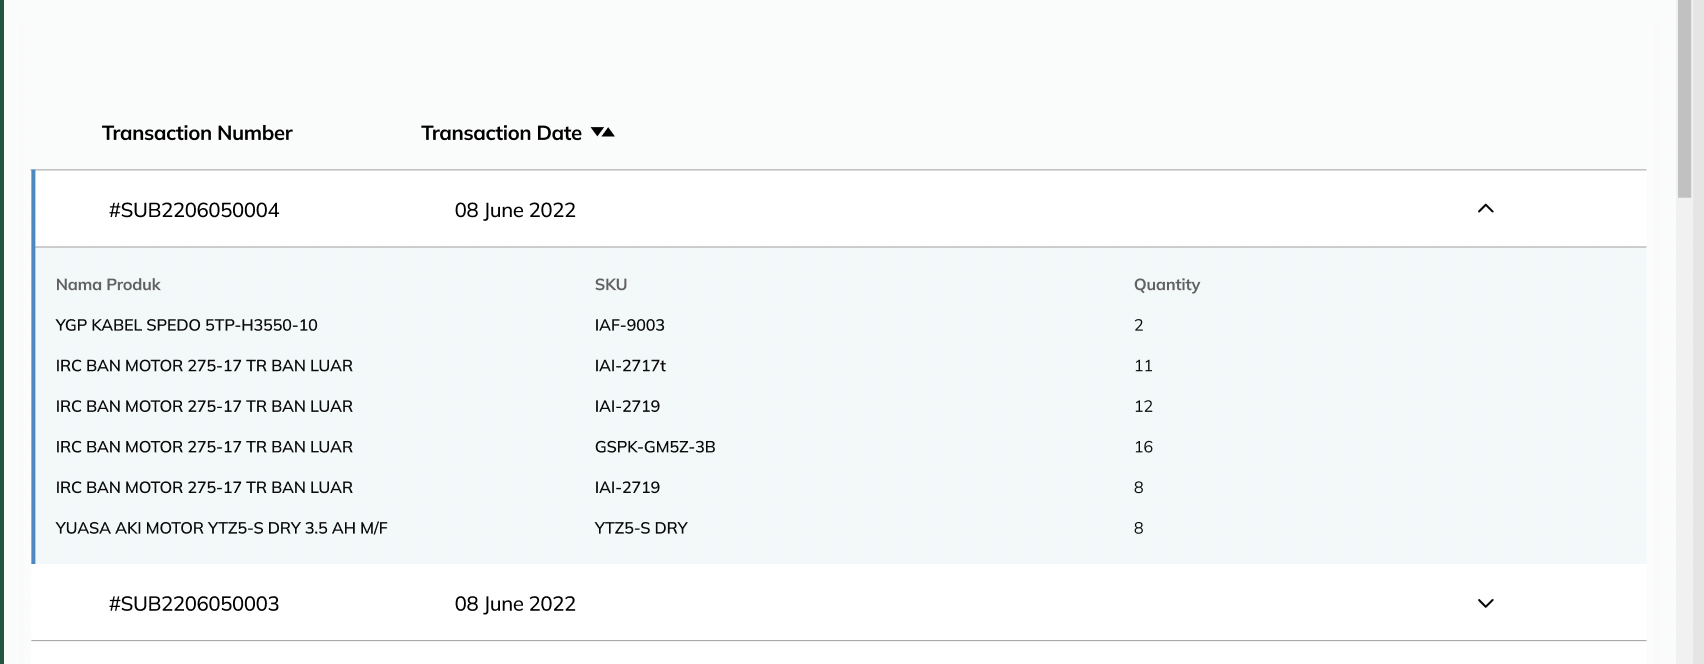 Transaction Number Transaction Date
#SUB2206050004 08 June 2022
Nama Produk SKU Quantity
YGP KABEL SPEDO 5TP-H3550-10 IAF-9003 2
IRC BAN MOTOR 275-17 TR BAN LUAR IAI-2717t 11
IRC BAN MOTOR 275-17 TR BAN LUAR IAI-2719 12
IRC BAN MOTOR 275-17 TR BAN LUAR GSPK-GM5Z-3B 16
IRC BAN MOTOR 275-17 TR BAN LUAR IAI-2719 8
YUASA AKI MOTOR YTZ5-S DRY 3.5 AH M/F YTZ5-S DRY 8
#SUB2206050003 08 June 2022